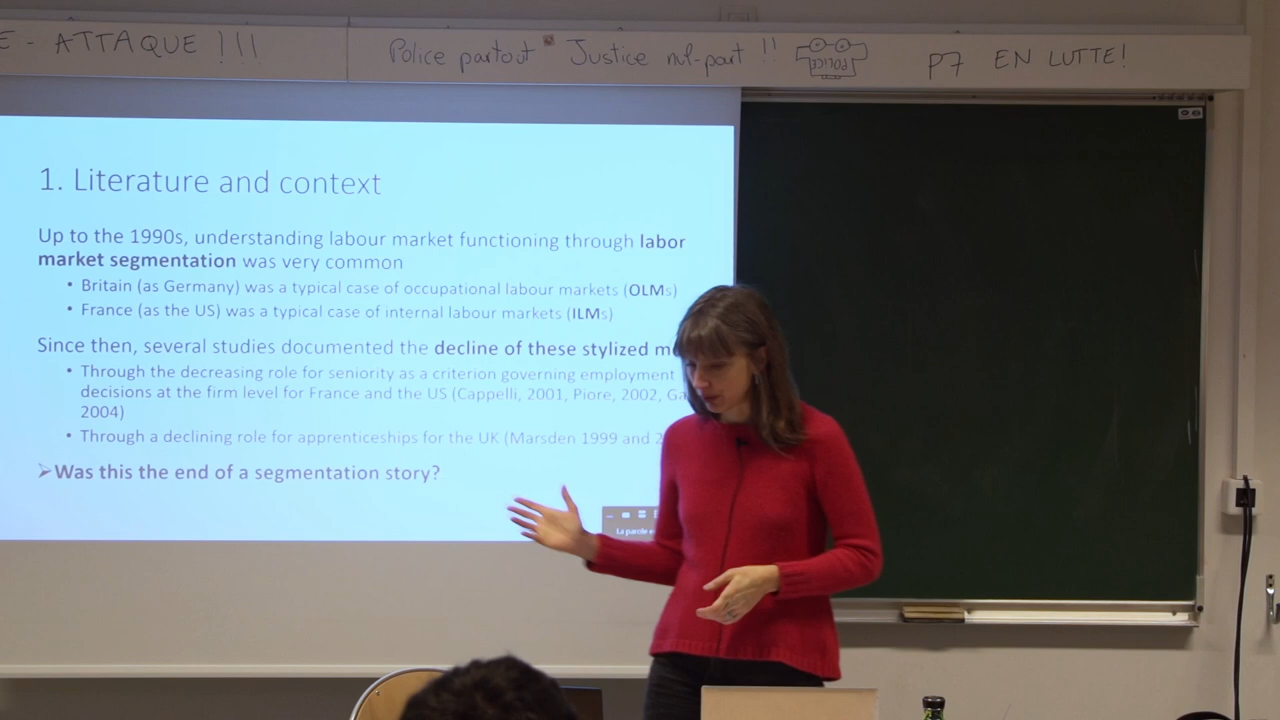 E - ATTAQUE !!!
Police partout Justice nul-part !! POLICE
P7 EN LUTTE!
1. Literature and context
Up to the 1990s, understanding labour market functioning through labor
market segmentation was very common
• Britain (as Germany) was a typical case of occupational labour markets (OLMs)
• France (as the US) was a typical case of internal labour markets (ILMs)
Since then, several studies documented the decline of these stylized
• Through the decreasing role for seniority as a criterion governing employment
decisions at the firm level for France and the US (Cappelli, 2001, Piore, 2002,
2004)
• Through a declining role for apprenticeships for the UK (Marsden 1999 and
➢Was this the end of a segmentation story?
La parole